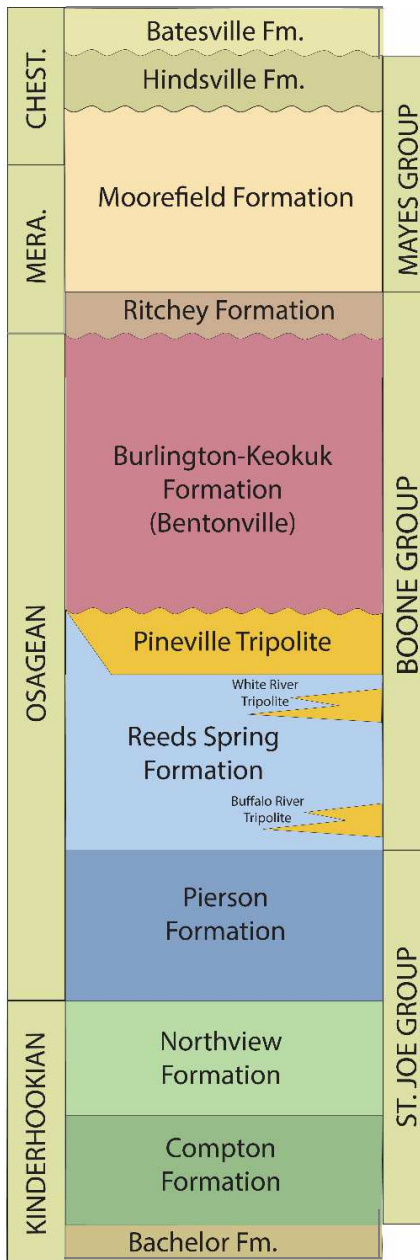 CHEST.
MERA.
OSAGEAN
KINDERHOOKIAN
Batesville Fm.
Hindsville Fm.
Moorefield Formation
Ritchey Formation
Burlington-Keokuk
Formation
(Bentonville)
Pineville Tripolite
White River
Tripolite
Reeds Spring
Formation
Buffalo River
Tripolite
Pierson
Formation
Northview
Formation
Compton
Formation
Bachelor Fm.
MAYES GROUP
BOONE GROUP
ST. JOE GROUP